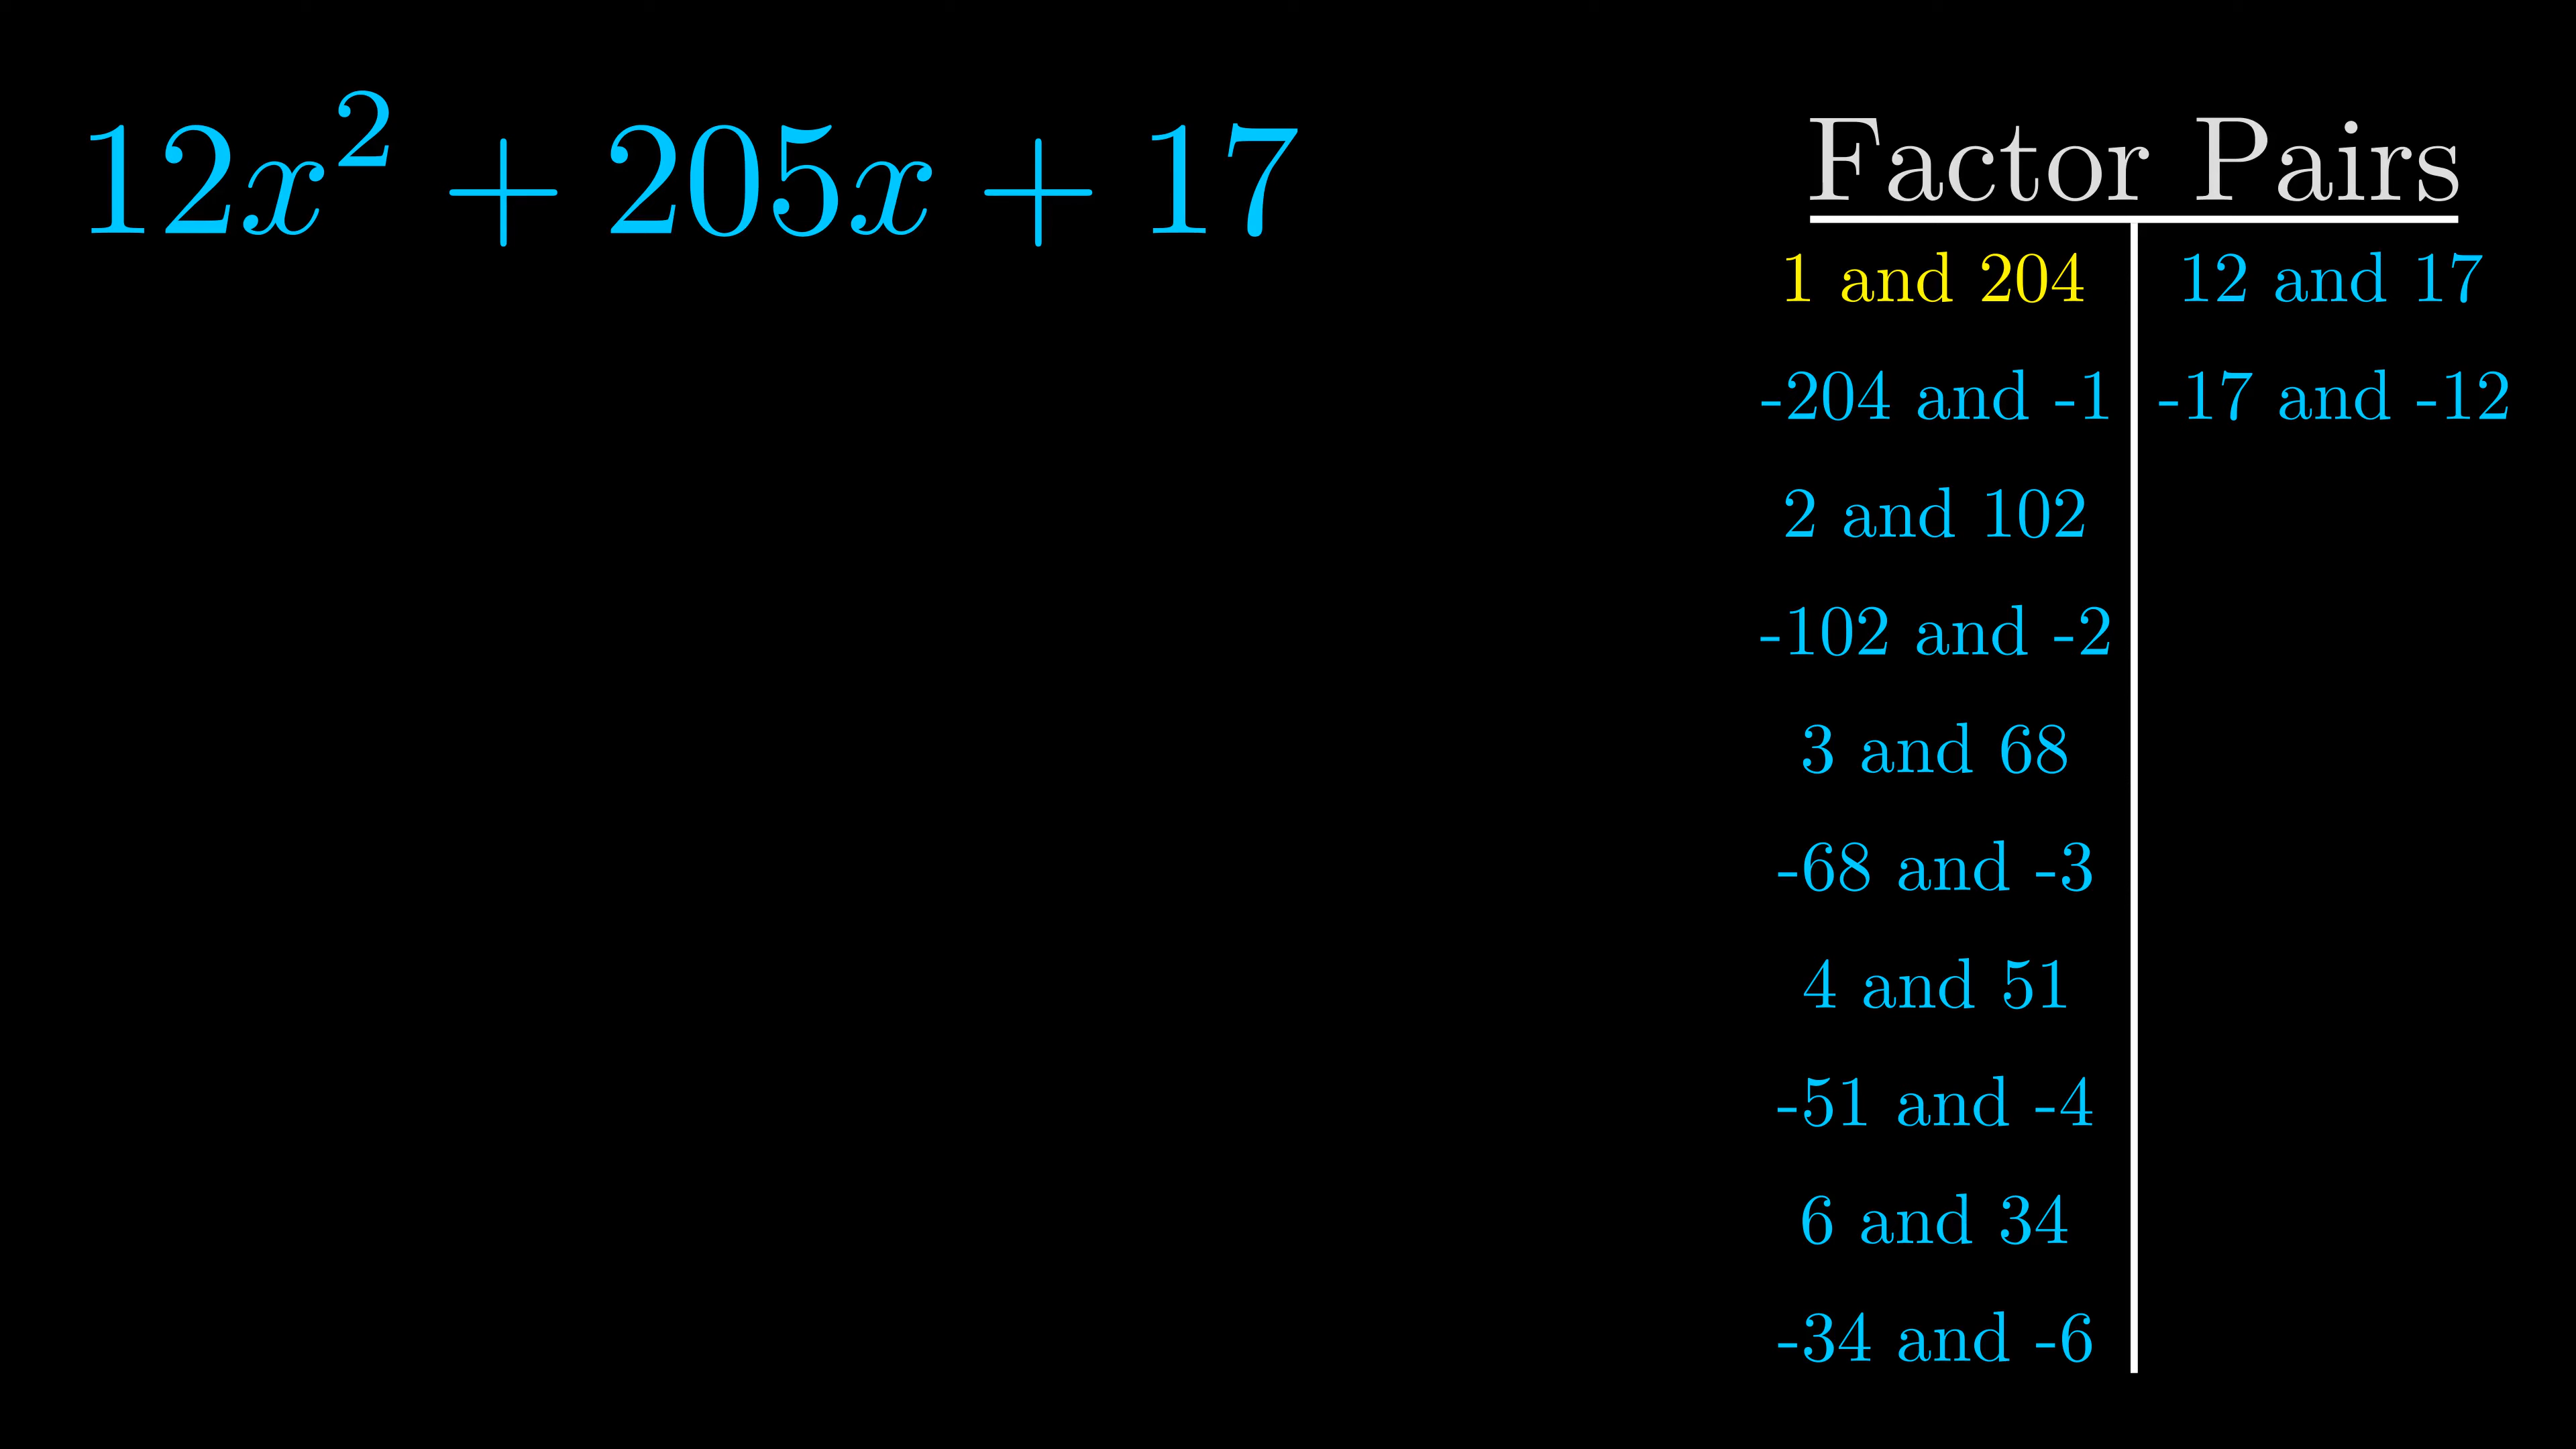 12x² + 205x + 17
Factor Pairs
1 and 204
-204 and -1
2 and 102
-102 and -2
3 and 68
-68 and -3
4 and 51
-51 and -4
6 and 34
-34 and -6
12 and 17
-17 and -12